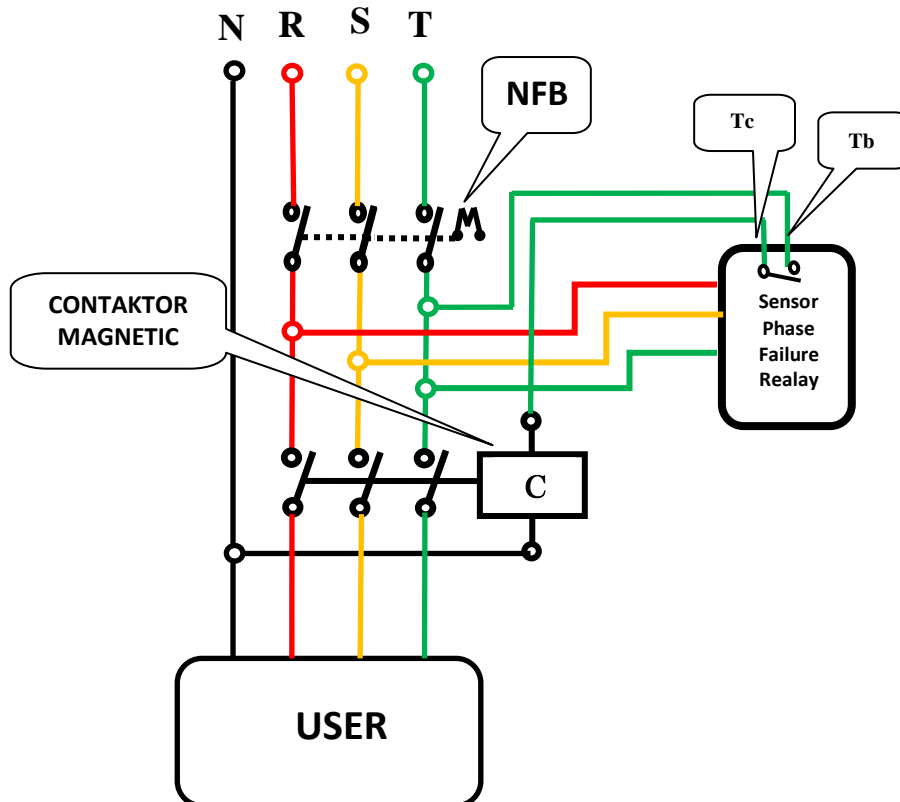 N R S T
NFB
Tc
Tb
CONTAKTOR
MAGNETIC
Sensor
Phase
Failure
Realay
C
USER